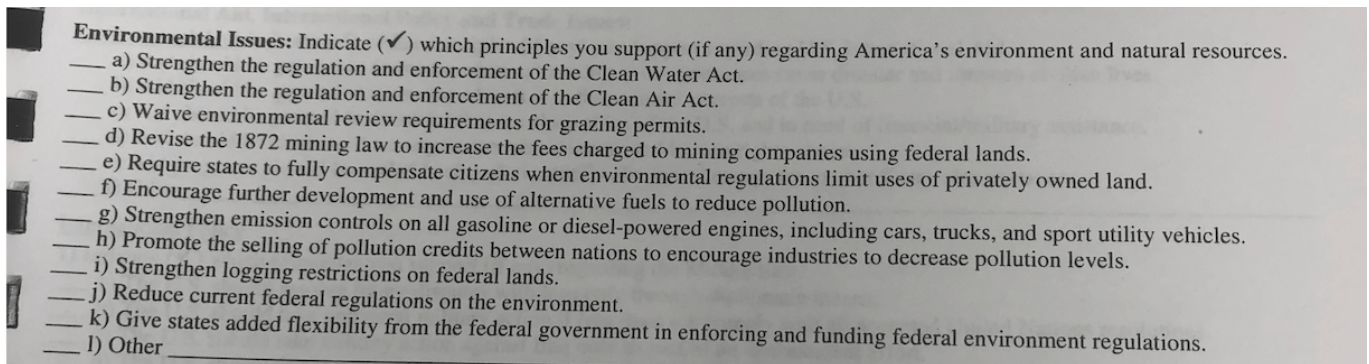 Environmental Issues: Indicate (✓) which principles you support (if any) regarding America's environment and natural resources.
___ a) Strengthen the regulation and enforcement of the Clean Water Act.
___ b) Strengthen the regulation and enforcement of the Clean Air Act.
___ c) Waive environmental review requirements for grazing permits.
___ d) Revise the 1872 mining law to increase the fees charged to mining companies using federal lands.
___ e) Require states to fully compensate citizens when environmental regulations limit uses of privately owned land.
___ f) Encourage further development and use of alternative fuels to reduce pollution.
___ g) Strengthen emission controls on all gasoline or diesel-powered engines, including cars, trucks, and sport utility vehicles.
___ h) Promote the selling of pollution credits between nations to encourage industries to decrease pollution levels.
___ i) Strengthen logging restrictions on federal lands.
___ j) Reduce current federal regulations on the environment.
___ k) Give states added flexibility from the federal government in enforcing and funding federal environment regulations.
___ l) Other ___